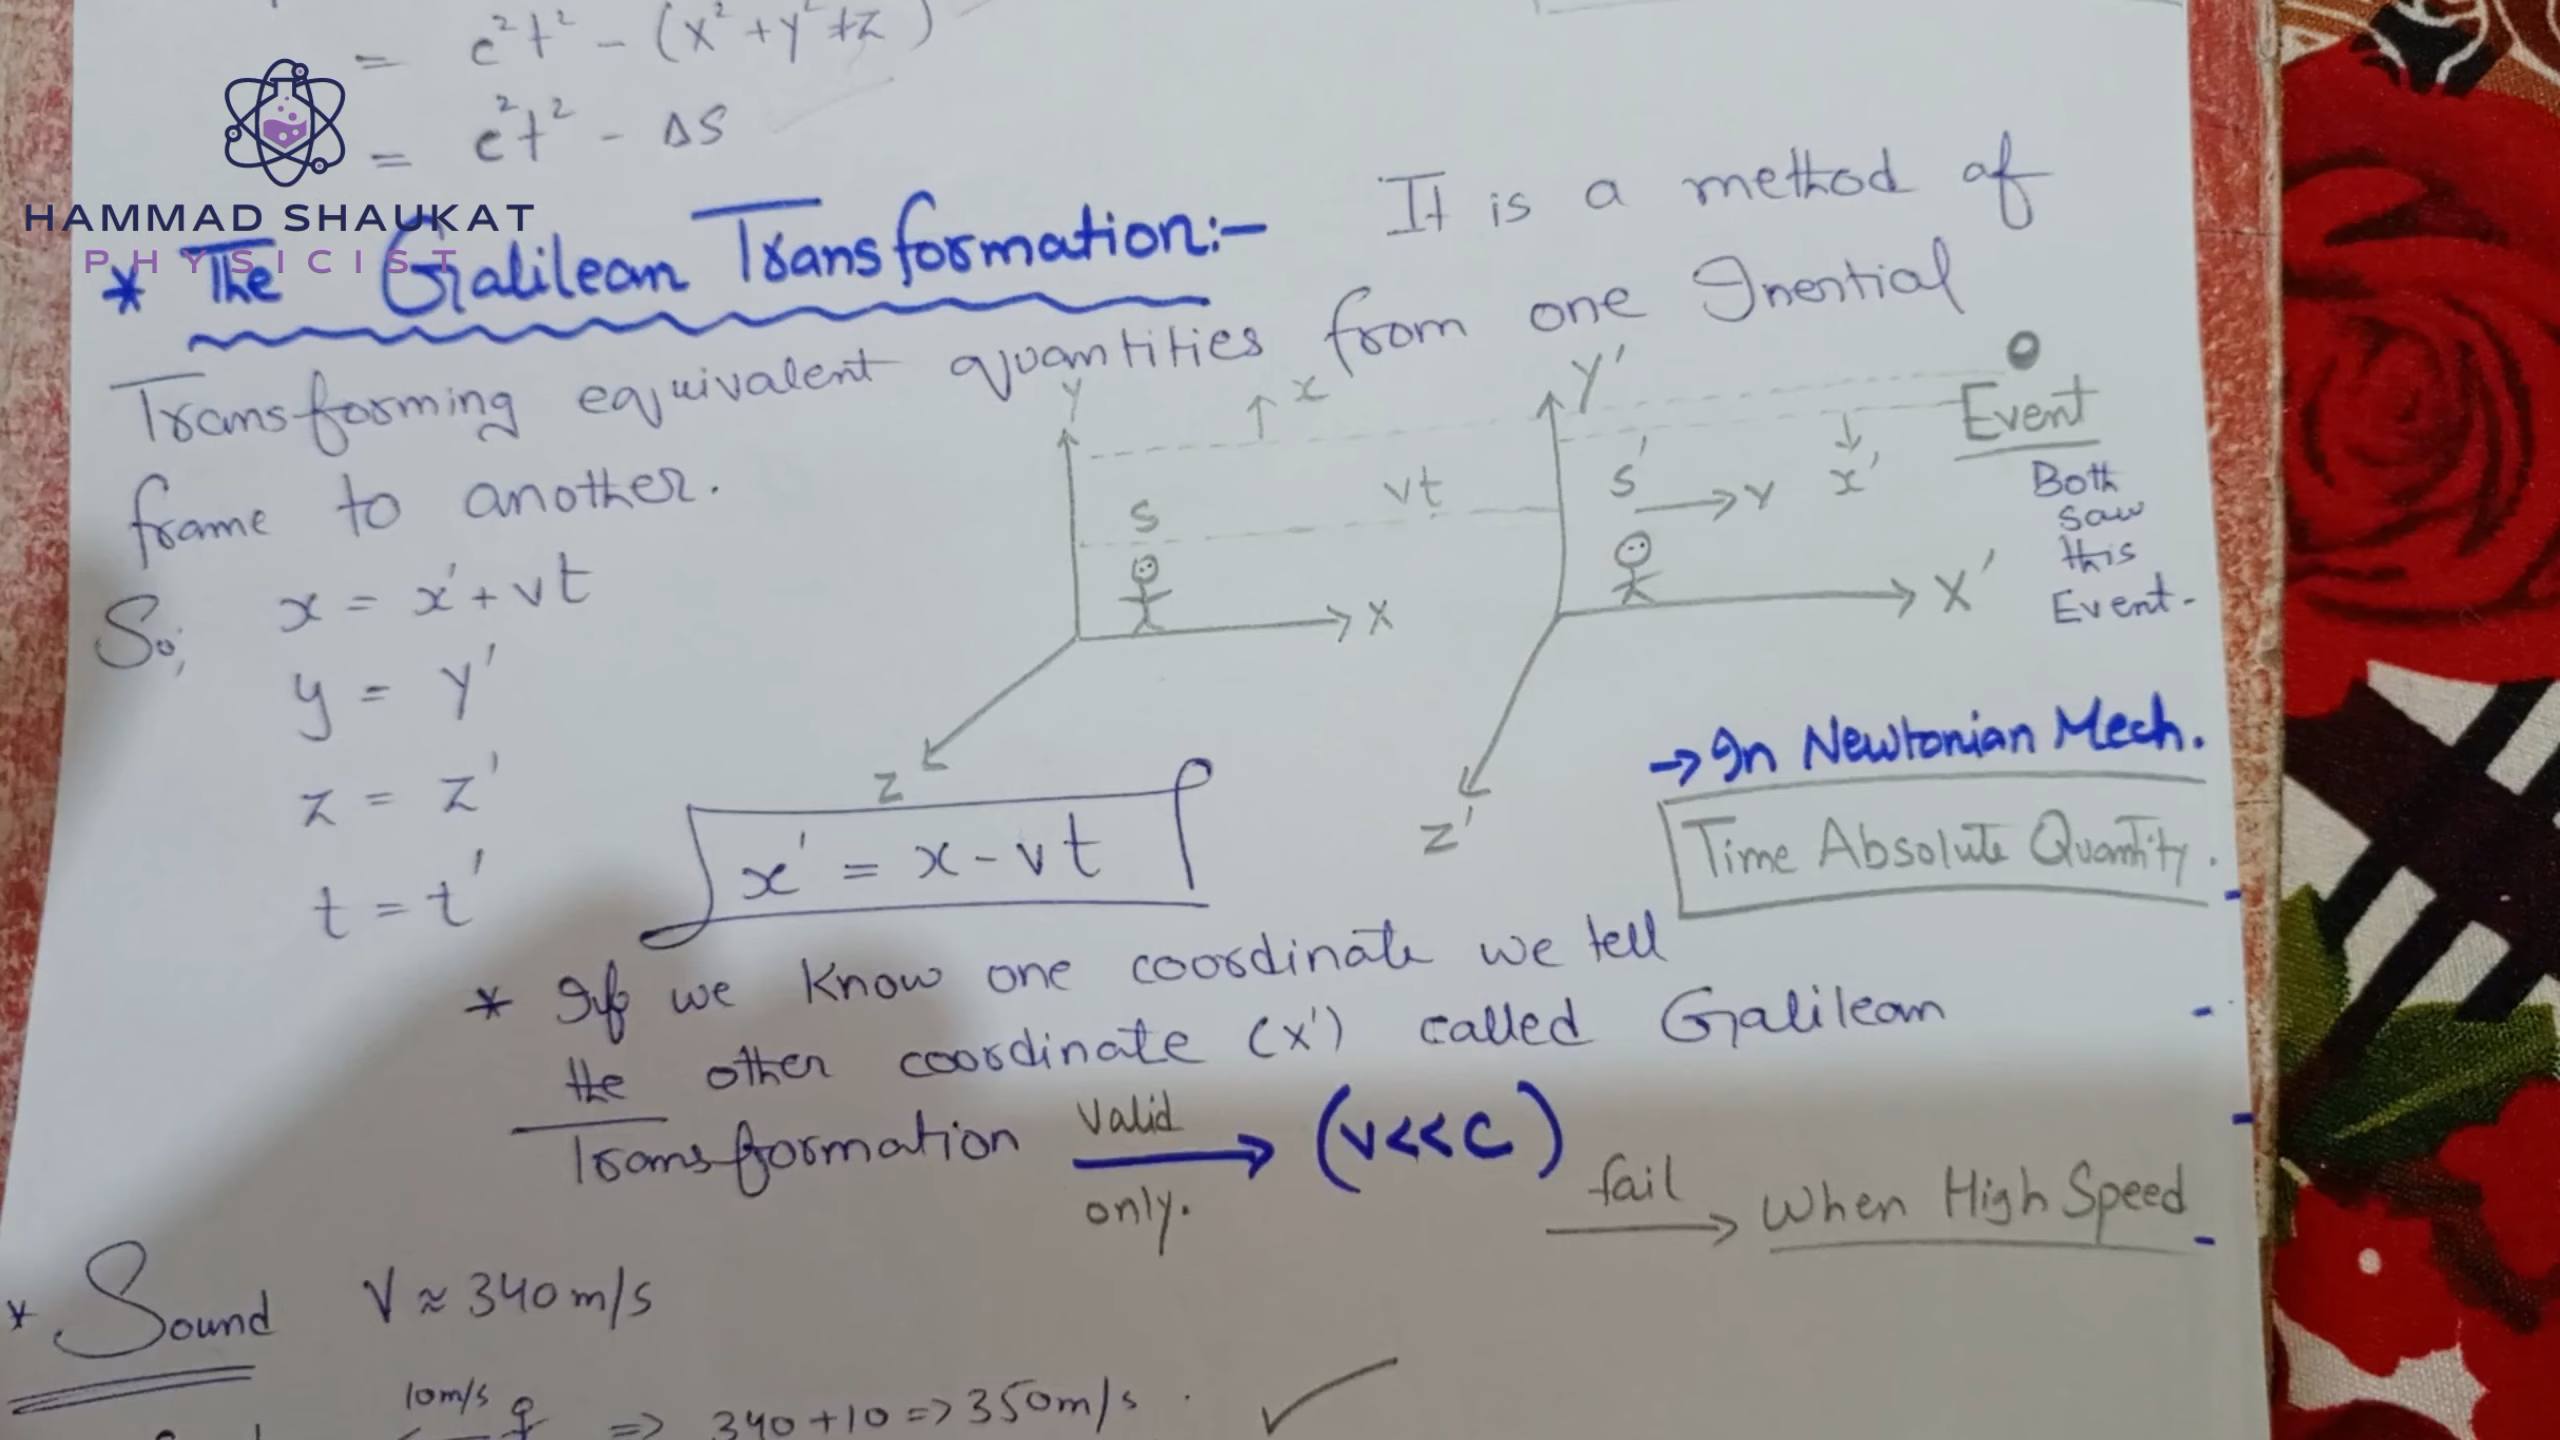 = c²t² - (x² + y² + z )
= c²t² - ΔS
HAMMAD SHAUKAT
PHYSICIST
* The Galilean Transformation:- It is a method of
Transforming equivalent quantities from one Inertial
frame to another.
So, x = x' + vt
y = y'
z = z'
t = t'
Y
x
S
vt
X
Z
Y'
S'
v
x'
X'
Z'
Event
Both
saw
this
Event-
x' = x - vt
→ In Newtonian Mech.
Time Absolute Quantity.
* If we know one coordinate we tell
the other coordinate (x') called Galilean
Transformation valid only. → (v<<c)
fail → When High Speed
* Sound V ≈ 340 m/s
10m/s => 340 + 10 => 350 m/s